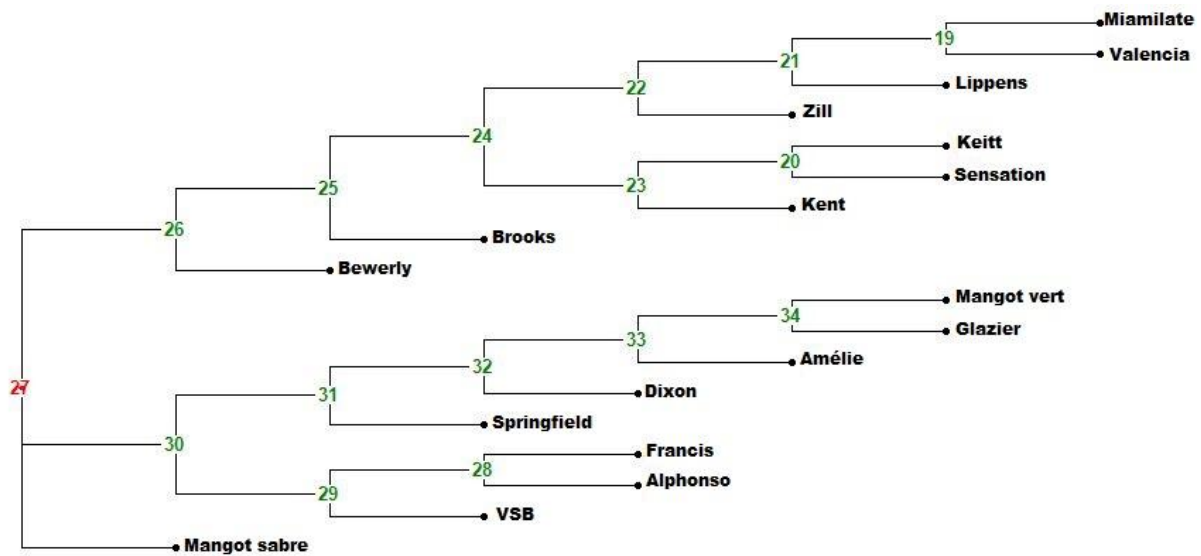 Miamilate
19
Valencia
21
Lippens
22
Zill
24
Keitt
20
Sensation
23
Kent
25
26
Brooks
Bewerly
Mangot vert
34
Glazier
33
Amélie
32
27
Dixon
31
Springfield
30
Francis
28
Alphonso
29
VSB
Mangot sabre